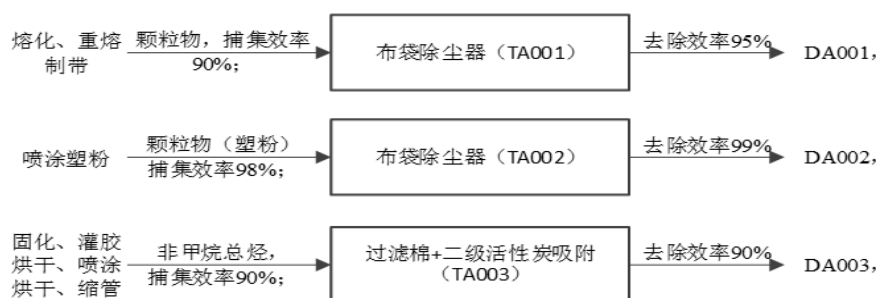 熔化、重熔
制带
颗粒物，捕集效率
90%；
布袋除尘器（TA001）
去除效率95%
DA001，
喷涂塑粉
颗粒物（塑粉）
捕集效率98%；
布袋除尘器（TA002）
去除效率99%
DA002，
固化、灌胶
烘干、喷涂
烘干、缩管
非甲烷总烃，
捕集效率90%；
过滤棉+二级活性炭吸附
（TA003）
去除效率90%
DA003，